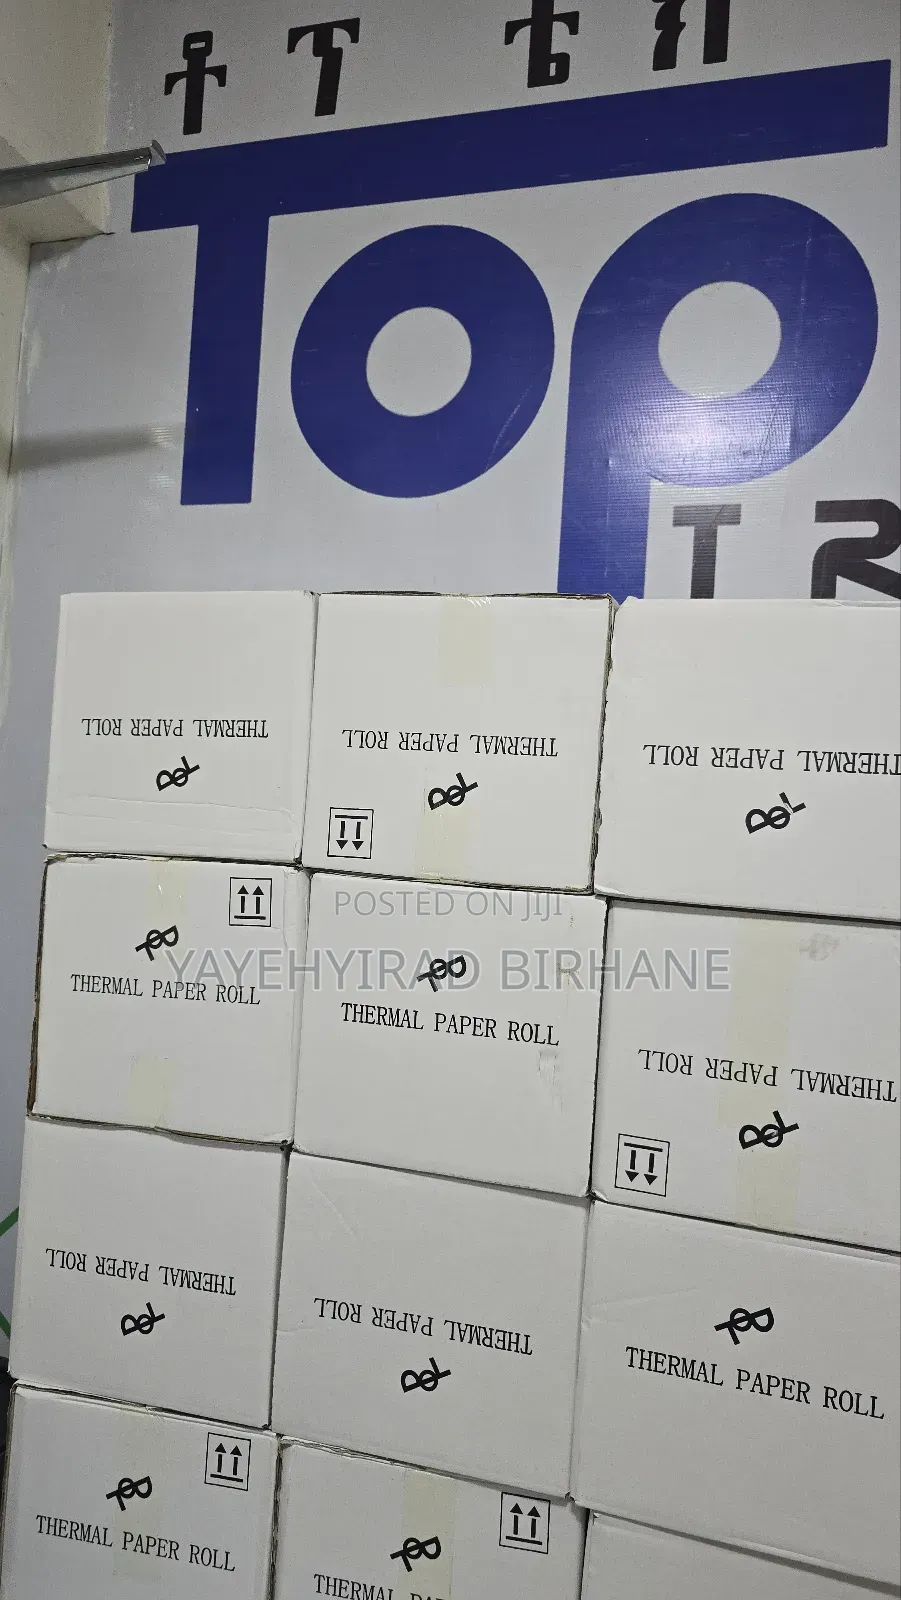 ቶፕ ቴክ
TOP
TR
THERMAL PAPER ROLL
THERMAL PAPER ROLL
THERMAL PAPER ROLL
POSTED ON JIJI
YAYEHYIRAD BIRHANE
THERMAL PAPER ROLL
THERMAL PAPER ROLL
THERMAL PAPER ROLL
THERMAL PAPER ROLL
THERMAL PAPER ROLL
THERMAL PAPER ROLL
THERMAL PAPER ROLL
THERMAL PA